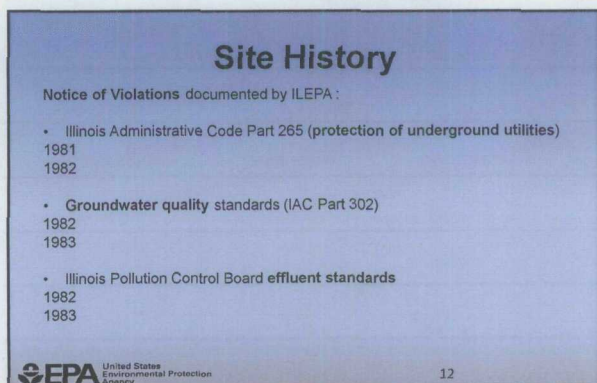 Site History
Notice of Violations documented by ILEPA :
• Illinois Administrative Code Part 265 (protection of underground utilities)
1981
1982
• Groundwater quality standards (IAC Part 302)
1982
1983
• Illinois Pollution Control Board effluent standards
1982
1983
EPA United States
Environmental Protection
Agency
12